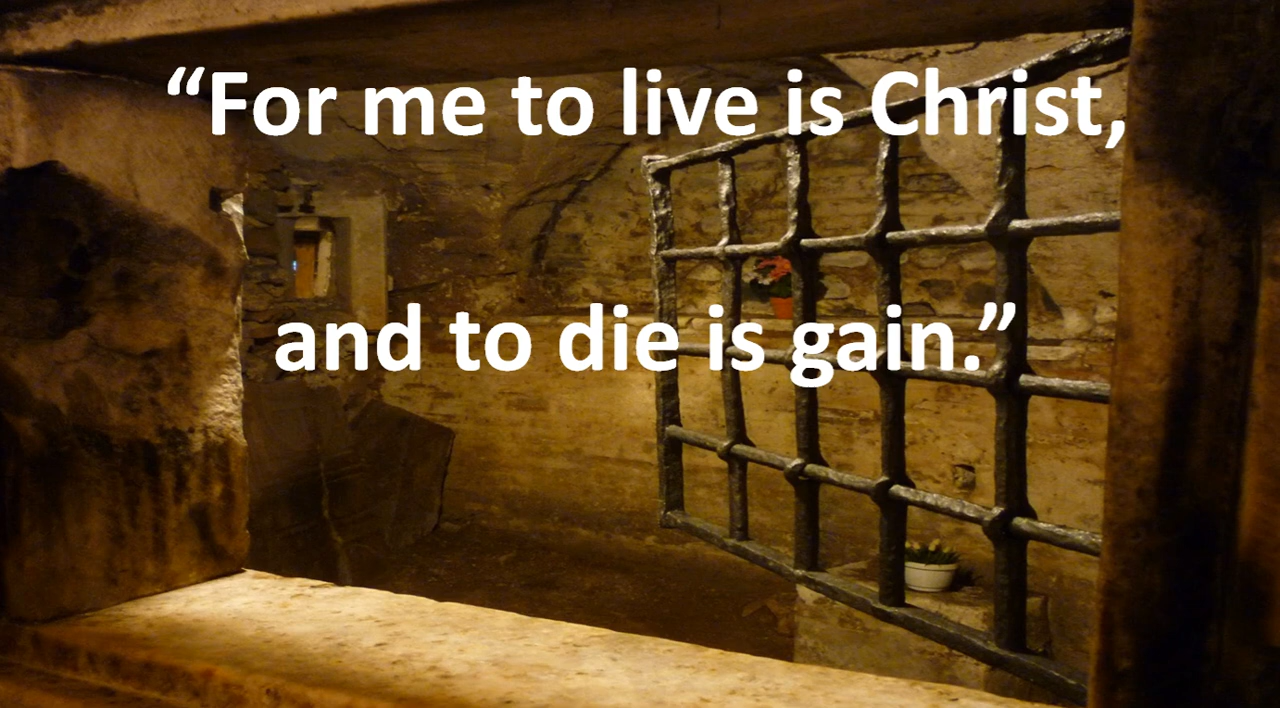 “For me to live is Christ,
and to die is gain.”